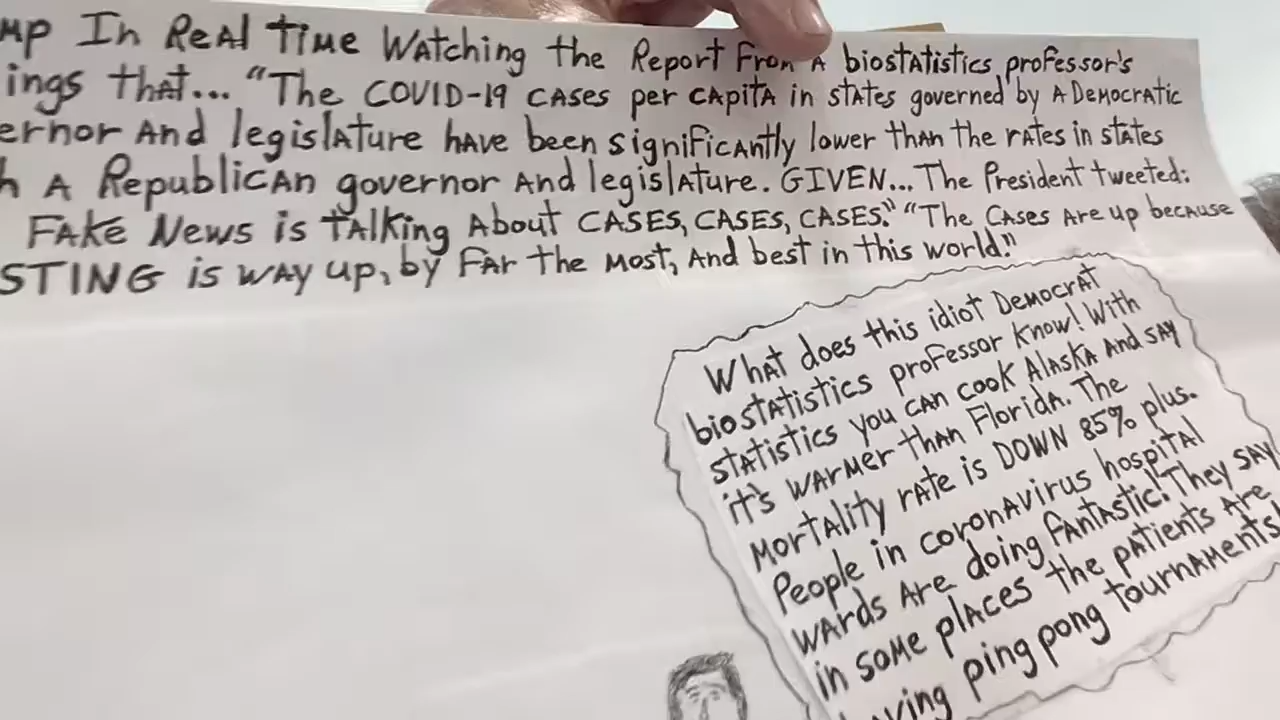 In Real Time Watching the Report From A biostatistics professor's
that... "The COVID-19 cases per capita in states governed by a Democratic
And legislature have been significantly lower than the rates in states
A Republican governor and legislature. GIVEN... The President tweeted:
Fake News is talking about CASES, CASES, CASES." "The Cases are up because
is way up, by far the most, and best in this world."
What does this idiot Democrat
biostatistics professor know! With
statistics you can cook Alaska and say
it's warmer than Florida. The
mortality rate is DOWN 85% plus.
People in coronavirus hospital
wards are doing fantastic! They say
in some places the patients are
ping pong tournaments!